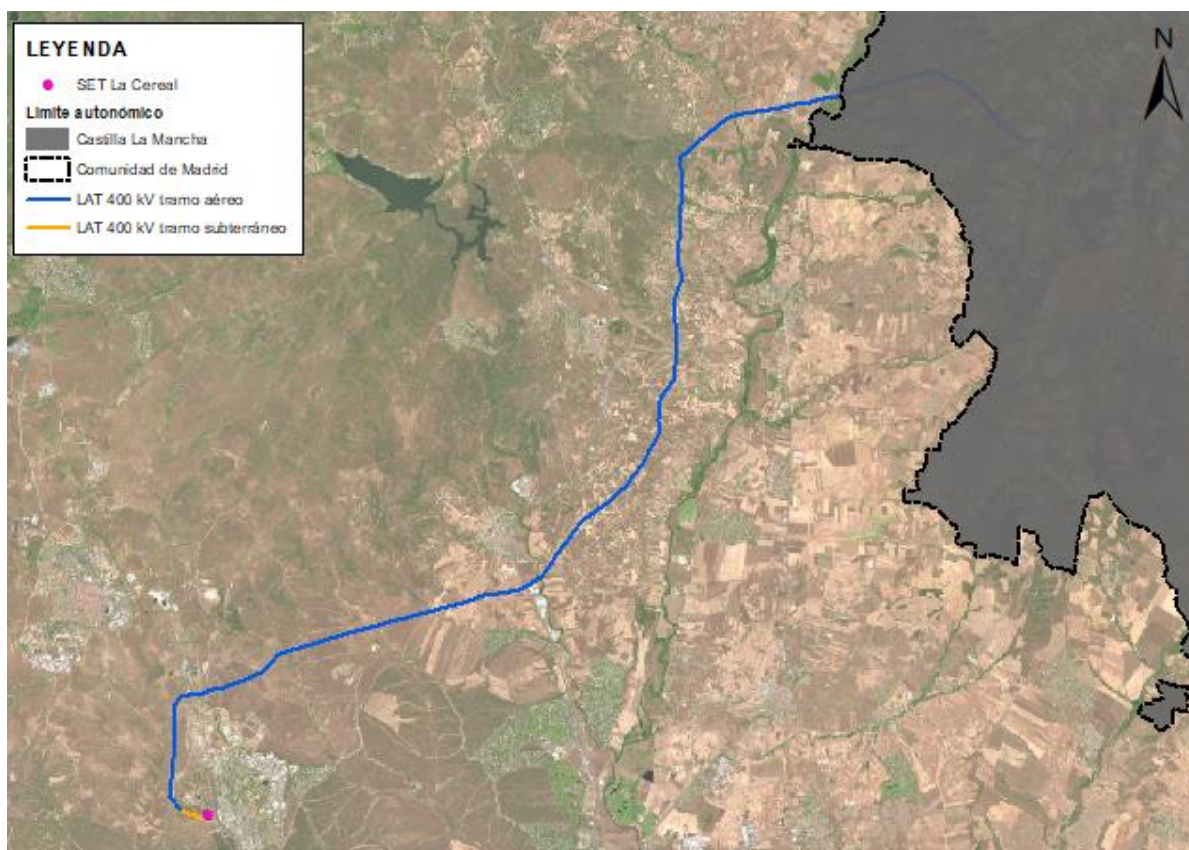 LEYENDA
SET La Cereal
Límite autonómico
Castilla La Mancha
Comunidad de Madrid
LAT 400 kV tramo aéreo
LAT 400 kV tramo subterráneo
N